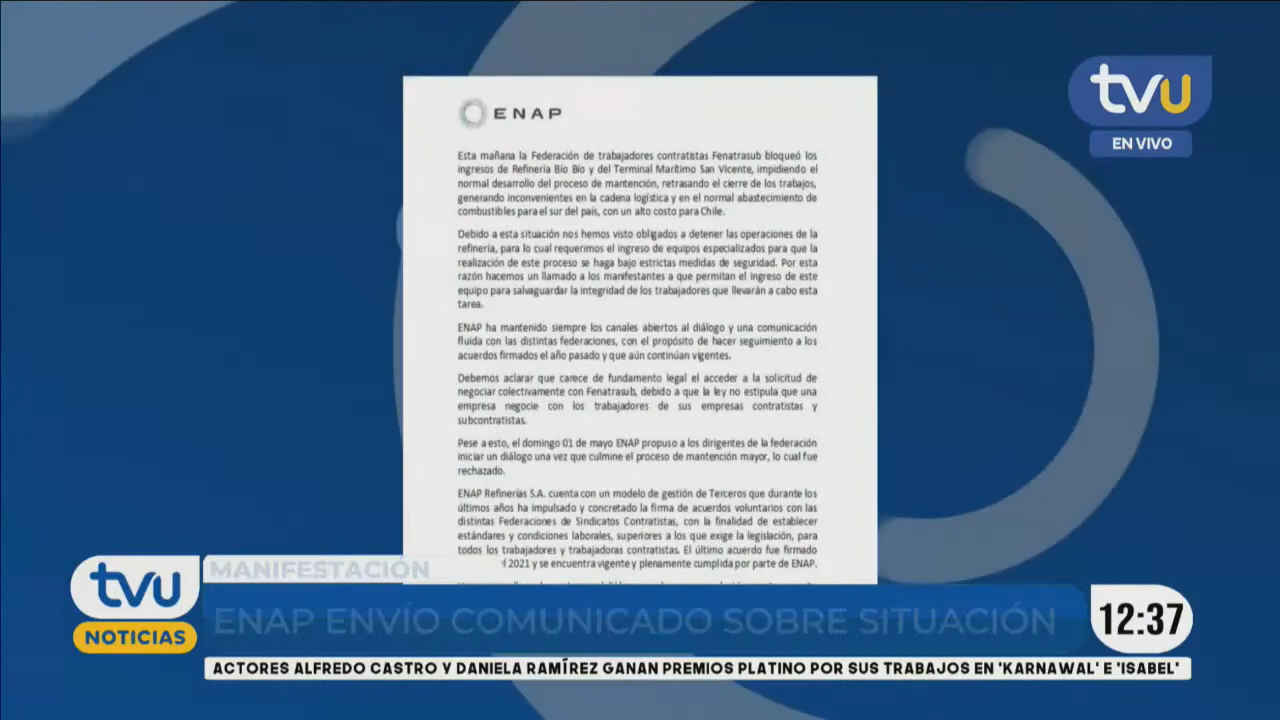 tvu
EN VIVO
ENAP
Esta mañana la Federación de trabajadores contratistas Fenatrasub bloqueó los
ingresos de Refinería Bío Bío y del Terminal Marítimo San Vicente, impidiendo el
normal desarrollo del proceso de mantención, retrasando el cierre de los trabajos,
generando inconvenientes en la cadena logística y en el normal abastecimiento de
combustibles para el sur del país, con un alto costo para Chile.
Debido a esta situación nos hemos visto obligados a detener las operaciones de la
refinería, para lo cual requerimos el ingreso de equipos especializados para que la
realización de este proceso se haga bajo estrictas medidas de seguridad. Por esta
razón hacemos un llamado a los manifestantes a que permitan el ingreso de este
equipo para salvaguardar la integridad de los trabajadores que llevarán a cabo esta
tarea.
ENAP ha mantenido siempre los canales abiertos al diálogo y una comunicación
fluida con las distintas federaciones, con el propósito de hacer seguimiento a los
acuerdos firmados el año pasado y que aún continúan vigentes.
Debemos aclarar que carece de fundamento legal el acceder a la solicitud de
negociar colectivamente con Fenatrasub, debido a que la ley no estipula que una
empresa negocie con los trabajadores de sus empresas contratistas y
subcontratistas.
Pese a esto, el domingo 01 de mayo ENAP propuso a los dirigentes de la federación
iniciar un diálogo una vez que culmine el proceso de mantención mayor, lo cual fue
rechazado.
ENAP Refinerías S.A. cuenta con un modelo de gestión de Terceros que durante los
últimos años ha impulsado y concretado la firma de acuerdos voluntarios con las
distintas Federaciones de Sindicatos Contratistas, con la finalidad de establecer
estándares y condiciones laborales, superiores a los que exige la legislación, para
todos los trabajadores y trabajadoras contratistas. El último acuerdo fue firmado
2021 y se encuentra vigente y plenamente cumplida por parte de ENAP.
MANIFESTACIÓN
tvu
NOTICIAS
ENAP ENVÍO COMUNICADO SOBRE SITUACIÓN
12:37
ACTORES ALFREDO CASTRO Y DANIELA RAMÍREZ GANAN PREMIOS PLATINO POR SUS TRABAJOS EN 'KARNAWAL' E 'ISABEL'